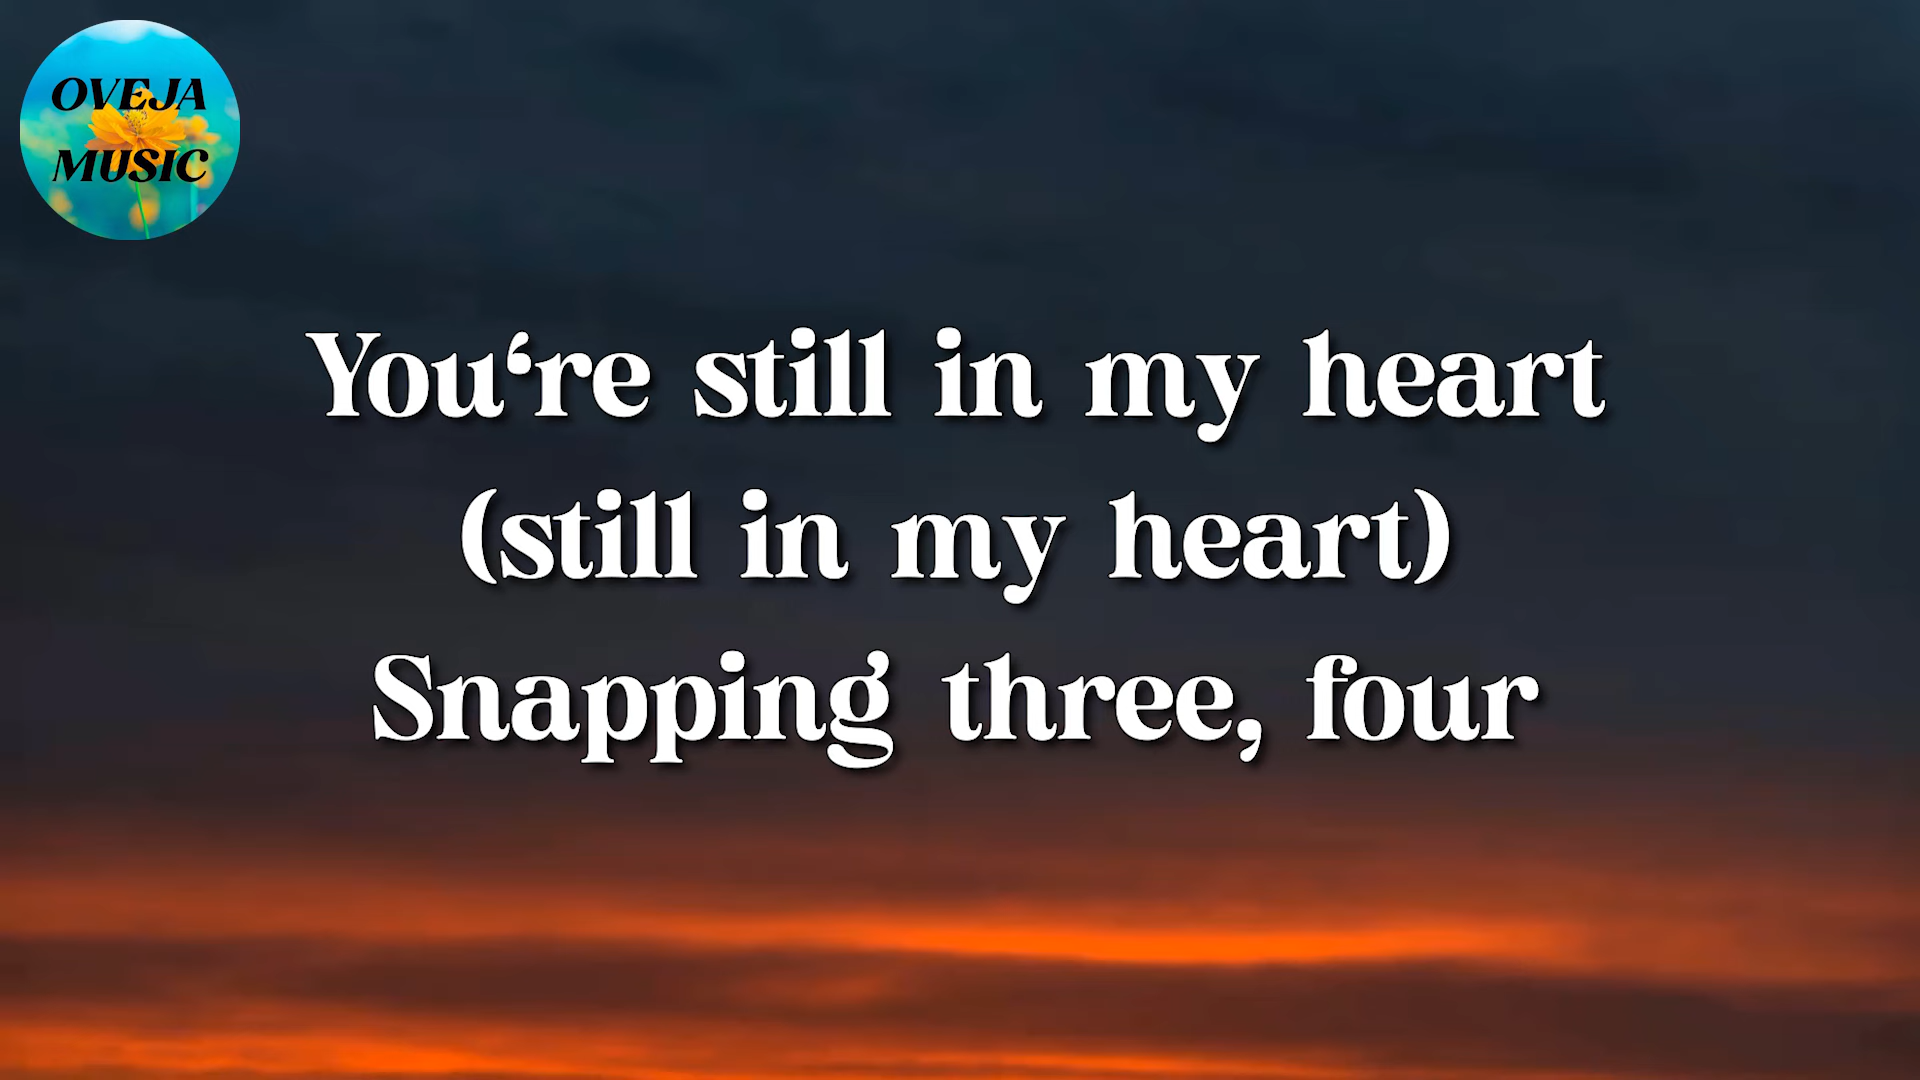 OVEJA
MUSIC
You‘re still in my heart
(still in my heart)
Snapping three, four